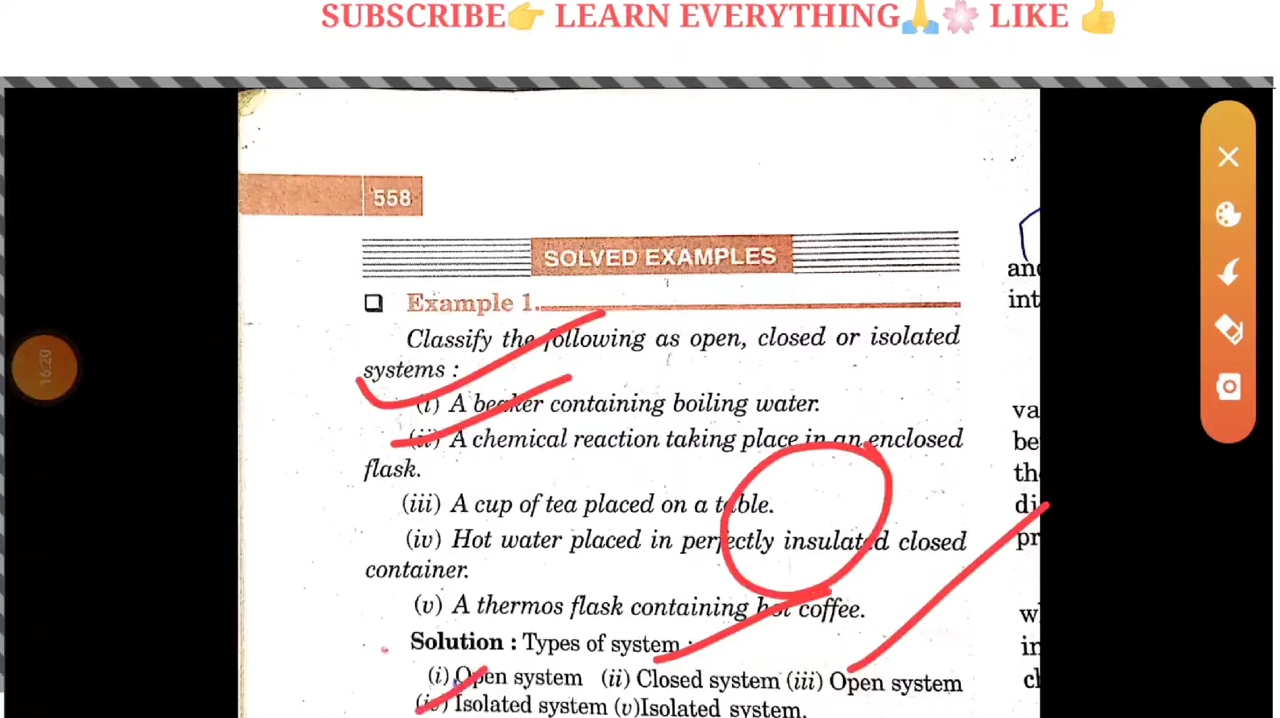 SUBSCRIBE👉 LEARN EVERYTHING🙏🌸 LIKE 👍
558
SOLVED EXAMPLES
Example 1.
Classify the following as open, closed or isolated
systems :
(i) A beaker containing boiling water.
(ii) A chemical reaction taking place in an enclosed
flask.
(iii) A cup of tea placed on a table.
(iv) Hot water placed in perfectly insulated closed
container.
(v) A thermos flask containing hot coffee.
Solution : Types of system :
(i) Open system (ii) Closed system (iii) Open system
(iv) Isolated system (v)Isolated system.
16:20